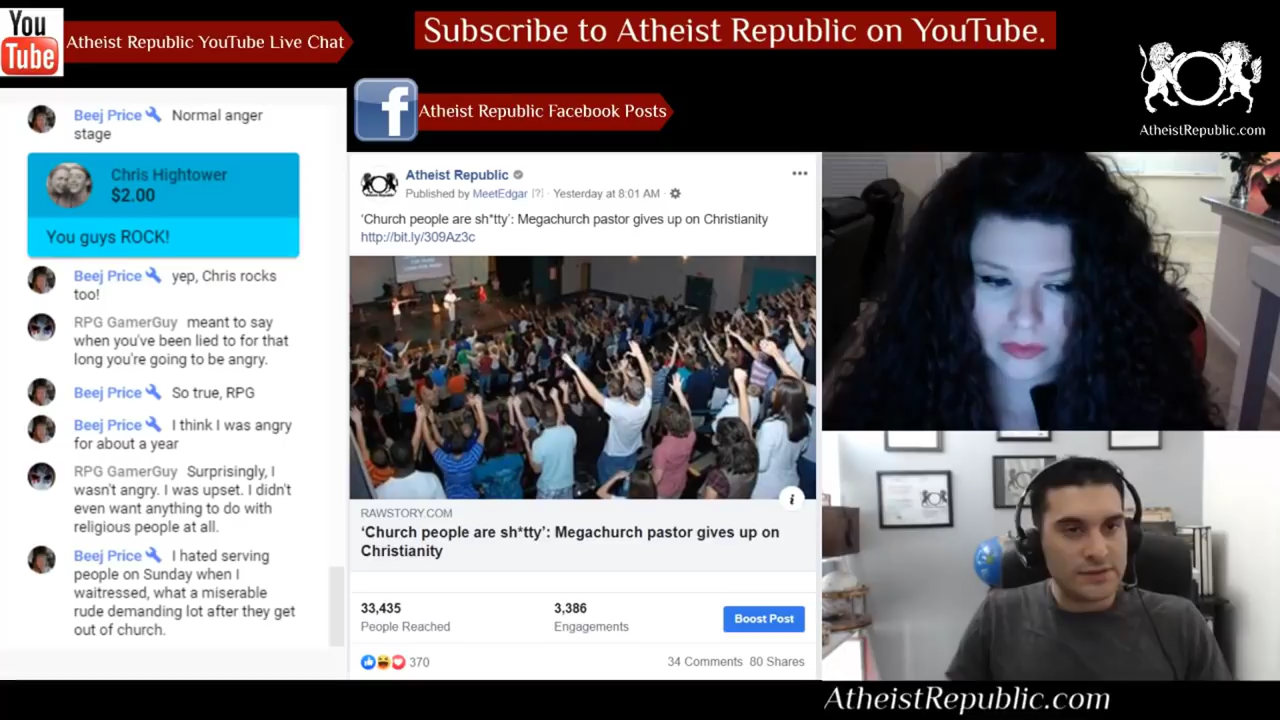 You
Tube
Atheist Republic YouTube Live Chat
Subscribe to Atheist Republic on YouTube.
AtheistRepublic.com
f
Atheist Republic Facebook Posts
Beej Price Normal anger
stage
Chris Hightower
$2.00
You guys ROCK!
Beej Price yep, Chris rocks
too!
RPG GamerGuy meant to say
when you've been lied to for that
long you're going to be angry.
Beej Price So true, RPG
Beej Price I think I was angry
for about a year
RPG GamerGuy Surprisingly, I
wasn't angry. I was upset. I didn't
even want anything to do with
religious people at all.
Beej Price I hated serving
people on Sunday when I
waitressed, what a miserable
rude demanding lot after they get
out of church.
Atheist Republic
Published by MeetEdgar [?] · Yesterday at 8:01 AM ·
'Church people are sh*tty': Megachurch pastor gives up on Christianity
http://bit.ly/309Az3c
i
RAWSTORY.COM
'Church people are sh*tty': Megachurch pastor gives up on
Christianity
33,435
People Reached
3,386
Engagements
Boost Post
370
34 Comments 80 Shares
AtheistRepublic.com